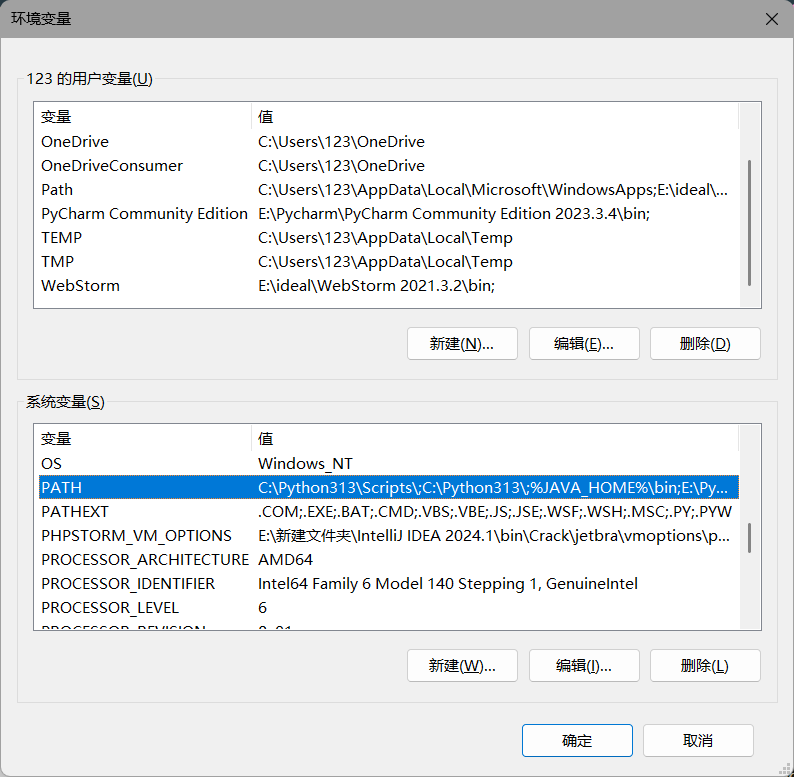 环境变量
123 的用户变量(U)
变量 值
OneDrive C:\Users\123\OneDrive
OneDriveConsumer C:\Users\123\OneDrive
Path C:\Users\123\AppData\Local\Microsoft\WindowsApps;E:\ideal\...
PyCharm Community Edition E:\Pycharm\PyCharm Community Edition 2023.3.4\bin;
TEMP C:\Users\123\AppData\Local\Temp
TMP C:\Users\123\AppData\Local\Temp
WebStorm E:\ideal\WebStorm 2021.3.2\bin;
新建(N)... 编辑(E)... 删除(D)
系统变量(S)
变量 值
OS Windows_NT
PATH C:\Python313\Scripts\;C:\Python313\;%JAVA_HOME%\bin;E:\Py...
PATHEXT .COM;.EXE;.BAT;.CMD;.VBS;.VBE;.JS;.JSE;.WSF;.WSH;.MSC;.PY;.PYW
PHPSTORM_VM_OPTIONS E:\新建文件夹\IntelliJ IDEA 2024.1\bin\Crack\jetbra\vmoptions\p...
PROCESSOR_ARCHITECTURE AMD64
PROCESSOR_IDENTIFIER Intel64 Family 6 Model 140 Stepping 1, GenuineIntel
PROCESSOR_LEVEL 6
PROCESSOR_REVISION
新建(W)... 编辑(I)... 删除(L)
确定 取消